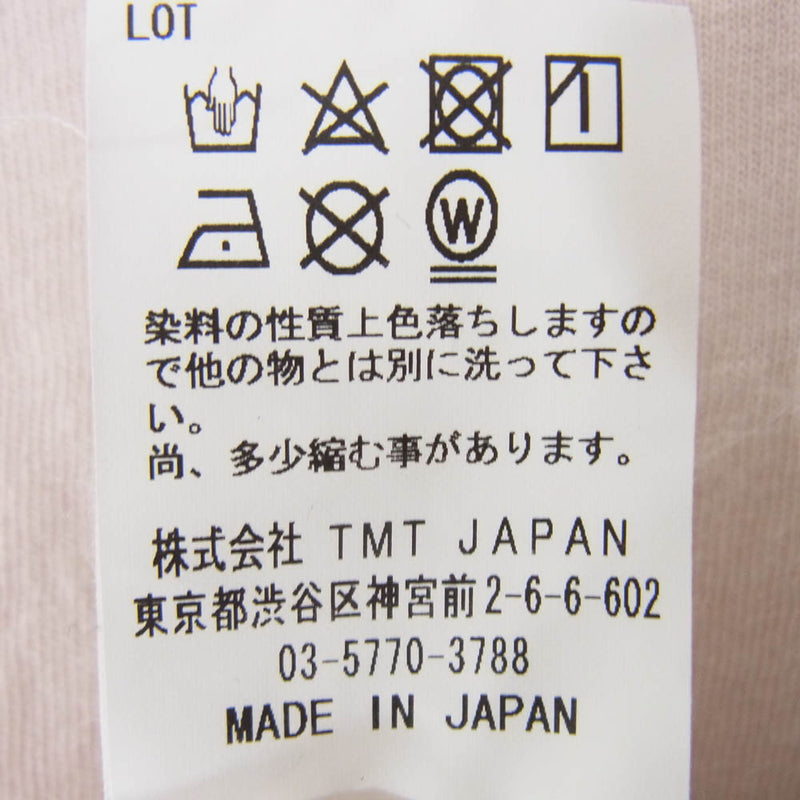 LOT
W
染料の性質上色落ちしますの
で他の物とは別に洗って下さ
い。
尚、多少縮む事があります。
株式会社 TMT JAPAN
東京都渋谷区神宮前2-6-6-602
03-5770-3788
MADE IN JAPAN